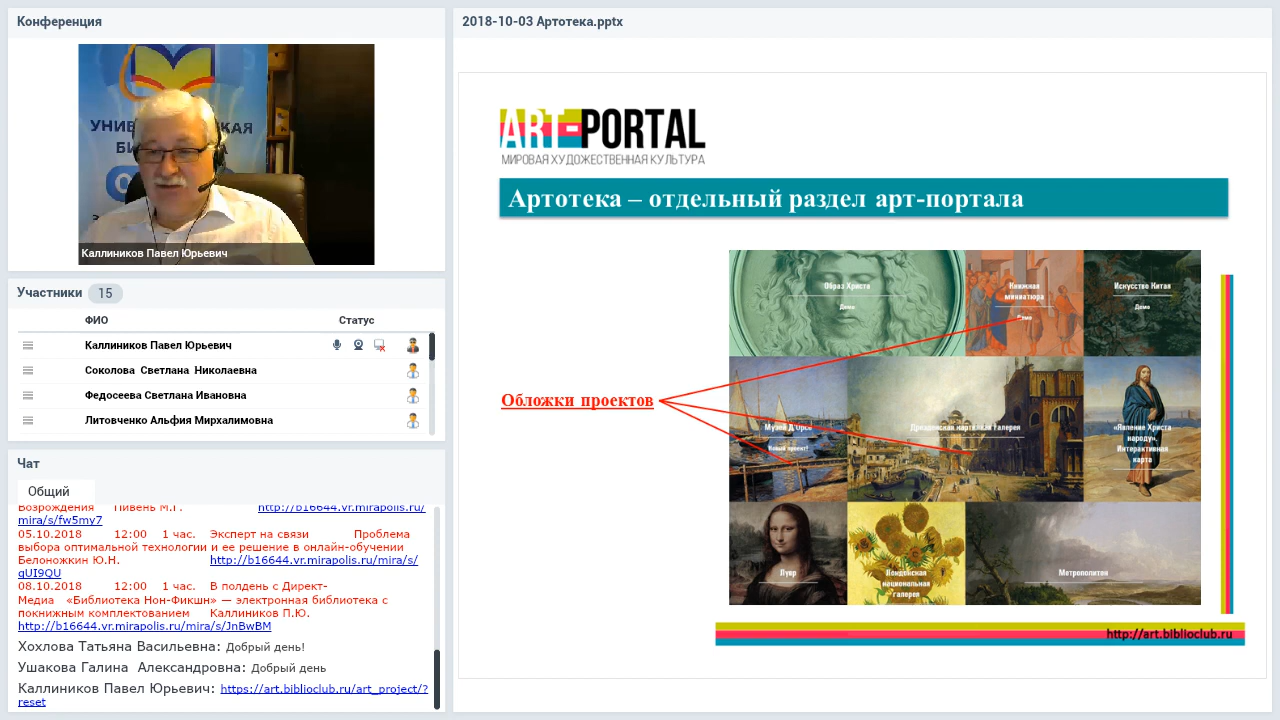 Конференция
Каллиников Павел Юрьевич
Участники 15
ФИО Статус
Каллиников Павел Юрьевич
Соколова Светлана Николаевна
Федосеева Светлана Ивановна
Литовченко Альфия Мирхалимовна
Чат
Общий
Возрождения Пивень М.Г. http://b16644.vr.mirapolis.ru/
mira/s/fw5my7
05.10.2018 12:00 1 час. Эксперт на связи Проблема
выбора оптимальной технологии и ее решение в онлайн-обучении
Белоножкин Ю.Н. http://b16644.vr.mirapolis.ru/mira/s/
qUI9QU
08.10.2018 12:00 1 час. В полдень с Директ-
Медиа «Библиотека Нон-Фикшн» — электронная библиотека с
покнижным комплектованием Каллиников П.Ю.
http://b16644.vr.mirapolis.ru/mira/s/JnBwBM
Хохлова Татьяна Васильевна: Добрый день!
Ушакова Галина Александровна: Добрый день
Каллиников Павел Юрьевич: https://art.biblioclub.ru/art_project/?
reset
2018-10-03 Артотека.pptx
ART-PORTAL
МИРОВАЯ ХУДОЖЕСТВЕННАЯ КУЛЬТУРА
Артотека – отдельный раздел арт-портала
Образ Христа
Демо
Книжная
миниатюра
Демо
Искусство Китая
Демо
Обложки проектов
Музей Д'Орсе
Новый проект!
Дрезденская картинная галерея
«Явление Христа
народу».
Интерактивная
карта
Лувр
Лондонская
национальная
галерея
Метрополитен
http://art.biblioclub.ru